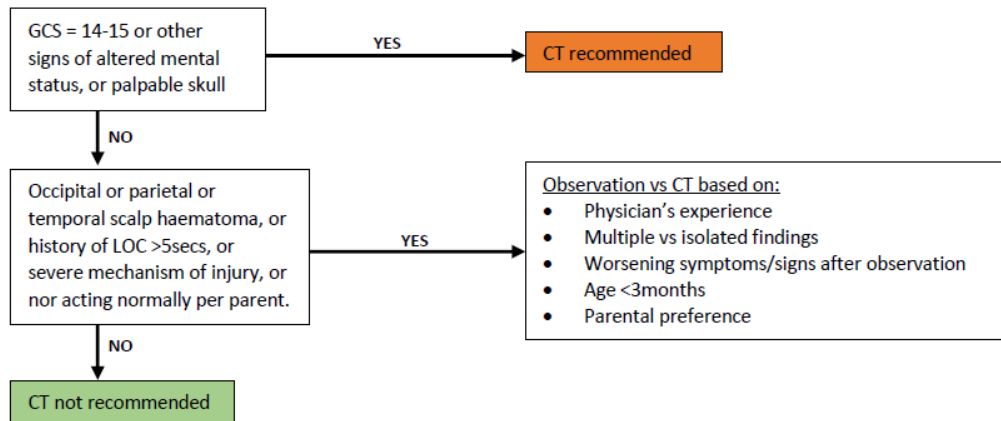 GCS = 14-15 or other
signs of altered mental
status, or palpable skull
YES
CT recommended
NO
Occipital or parietal or
temporal scalp haematoma, or
history of LOC >5secs, or
severe mechanism of injury, or
nor acting normally per parent.
YES
Observation vs CT based on:
• Physician's experience
• Multiple vs isolated findings
• Worsening symptoms/signs after observation
• Age <3months
• Parental preference
NO
CT not recommended